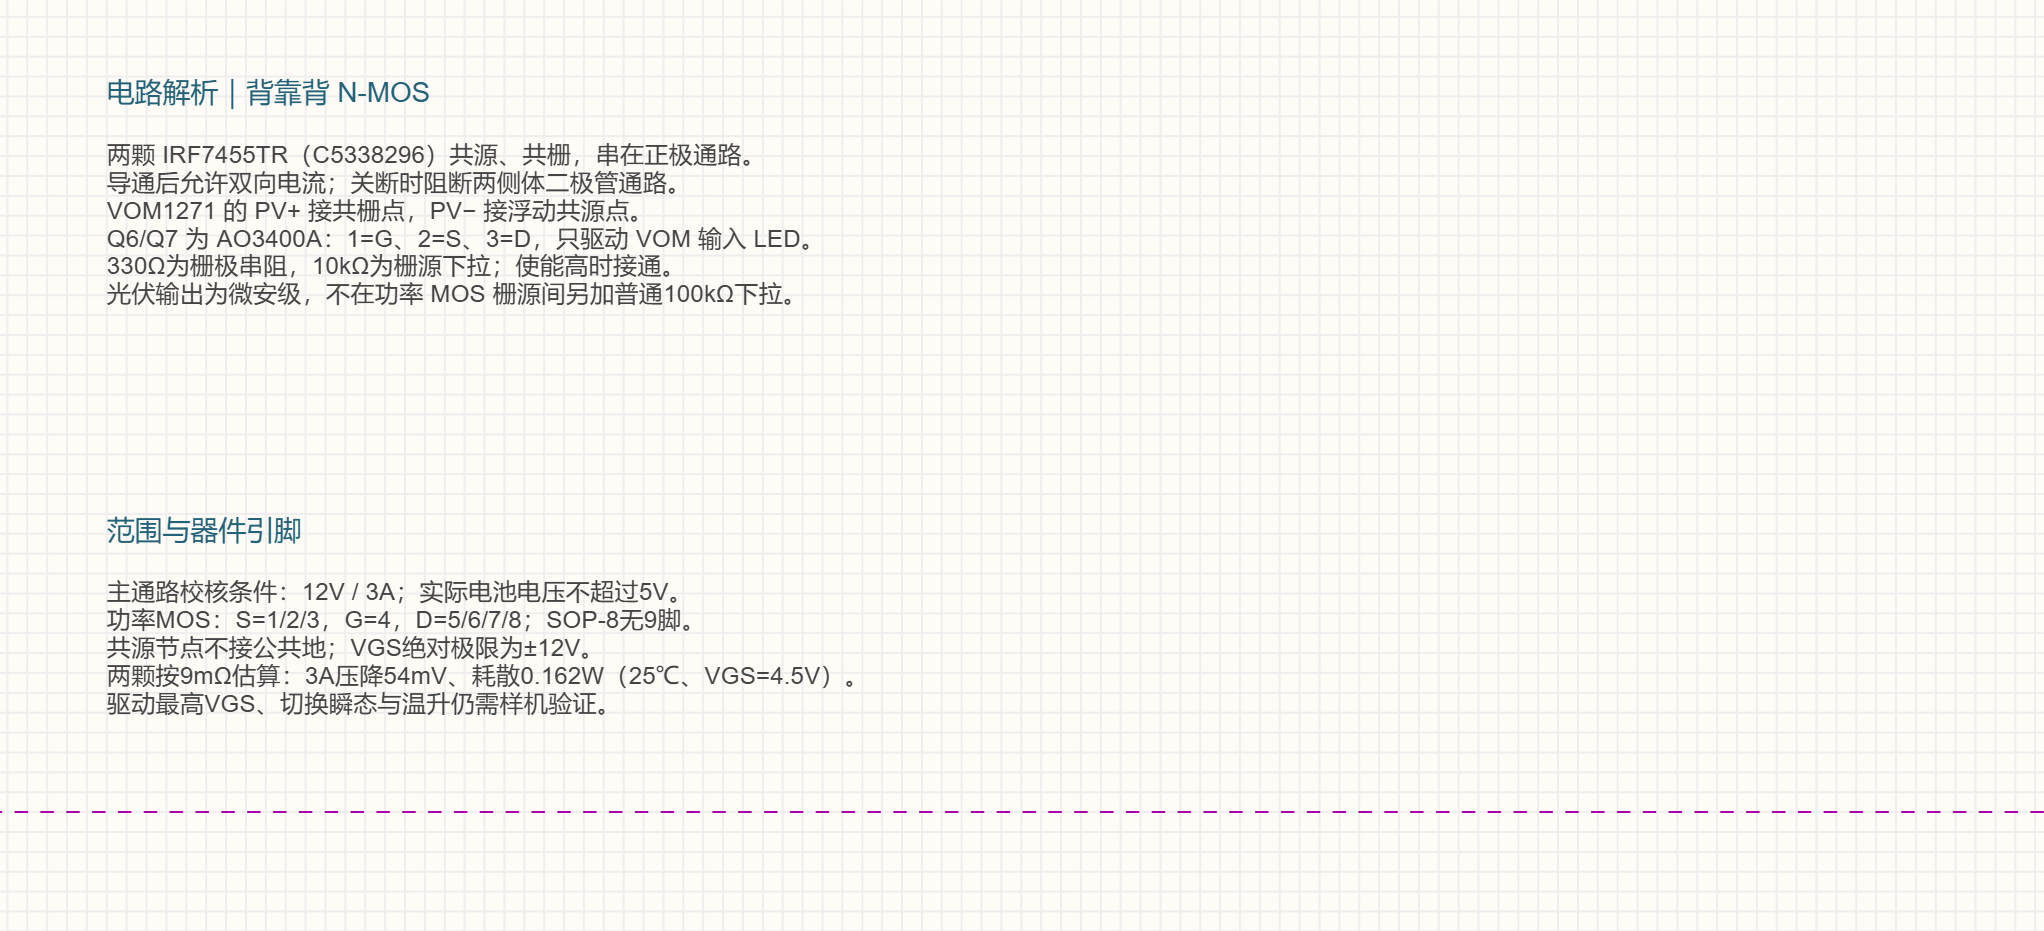 电路解析｜背靠背 N-MOS
两颗 IRF7455TR（C5338296）共源、共栅，串在正极通路。
导通后允许双向电流；关断时阻断两侧体二极管通路。
VOM1271 的 PV+ 接共栅点，PV− 接浮动共源点。
Q6/Q7 为 AO3400A：1=G、2=S、3=D，只驱动 VOM 输入 LED。
330Ω为栅极串阻，10kΩ为栅源下拉；使能高时接通。
光伏输出为微安级，不在功率 MOS 栅源间另加普通100kΩ下拉。
范围与器件引脚
主通路校核条件：12V / 3A；实际电池电压不超过5V。
功率MOS：S=1/2/3，G=4，D=5/6/7/8；SOP-8无9脚。
共源节点不接公共地；VGS绝对极限为±12V。
两颗按9mΩ估算：3A压降54mV、耗散0.162W（25℃、VGS=4.5V）。
驱动最高VGS、切换瞬态与温升仍需样机验证。